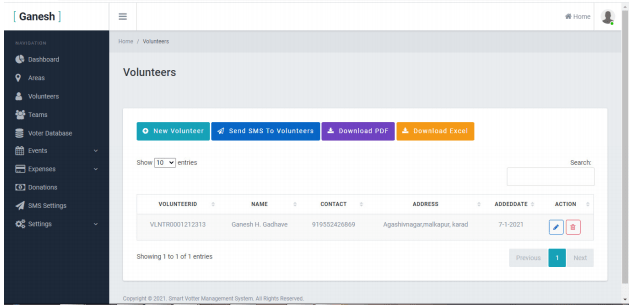 [ Ganesh ]
Home
NAVIGATION
Dashboard
Areas
Volunteers
Teams
Voter Database
Events
Expenses
Donations
SMS Settings
Settings
Home / Volunteers
Volunteers
New Volunteer Send SMS To Volunteers Download PDF Download Excel
Show 10 entries
Search:
VOLUNTEERID NAME CONTACT ADDRESS ADDEDDATE ACTION
VLNTR0001212313 Ganesh H. Gadhave 919552426869 Agashivnagar,malkapur, karad 7-1-2021
Showing 1 to 1 of 1 entries
Previous 1 Next
Copyright © 2021. Smart Votter Management System. All Rights Reserved.